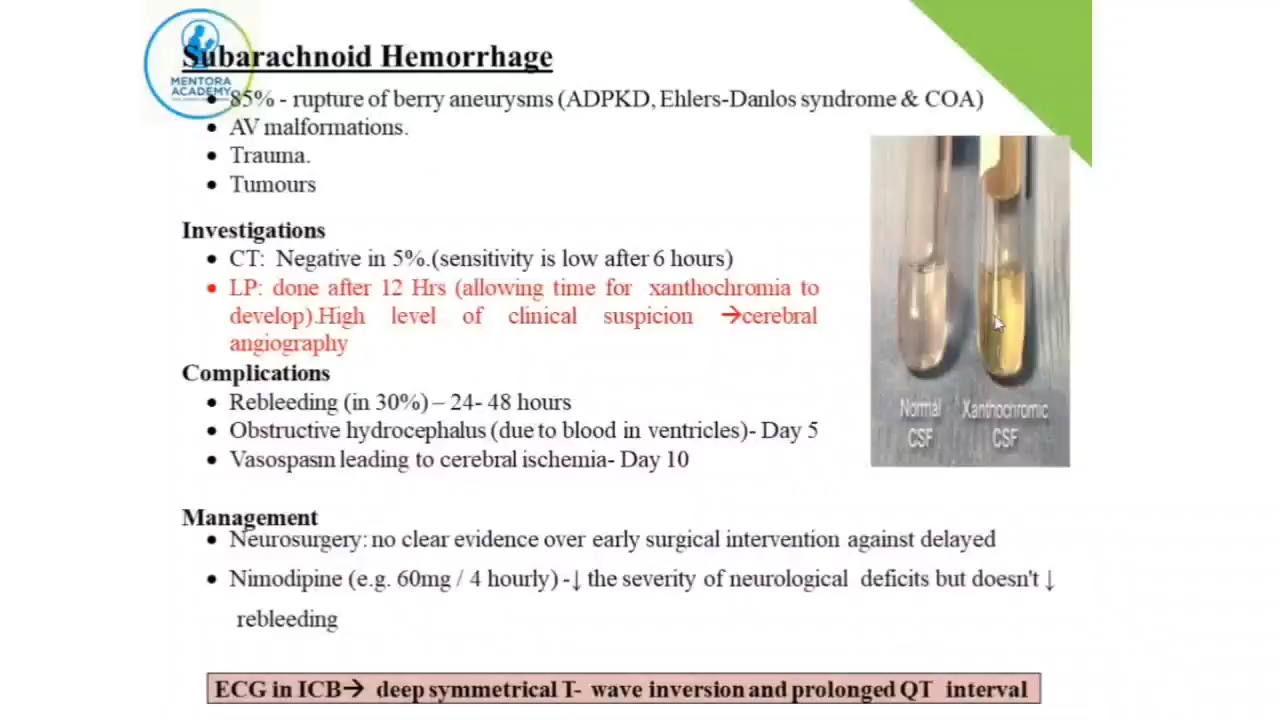 MENTORA
ACADEMY
Subarachnoid Hemorrhage
• 85% - rupture of berry aneurysms (ADPKD, Ehlers-Danlos syndrome & COA)
• AV malformations.
• Trauma.
• Tumours
Investigations
• CT: Negative in 5%.(sensitivity is low after 6 hours)
• LP: done after 12 Hrs (allowing time for xanthochromia to
develop).High level of clinical suspicion →cerebral
angiography
Complications
• Rebleeding (in 30%) – 24- 48 hours
• Obstructive hydrocephalus (due to blood in ventricles)- Day 5
• Vasospasm leading to cerebral ischemia- Day 10
Normal
CSF
Xanthochromic
CSF
Management
• Neurosurgery: no clear evidence over early surgical intervention against delayed
• Nimodipine (e.g. 60mg / 4 hourly) -↓ the severity of neurological deficits but doesn't ↓
rebleeding
ECG in ICB→ deep symmetrical T- wave inversion and prolonged QT interval